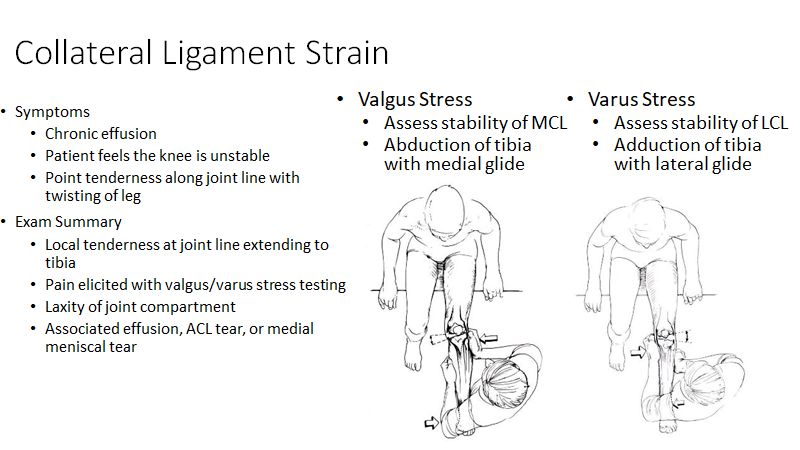 Collateral Ligament Strain
• Symptoms
• Chronic effusion
• Patient feels the knee is unstable
• Point tenderness along joint line with
twisting of leg
• Exam Summary
• Local tenderness at joint line extending to
tibia
• Pain elicited with valgus/varus stress testing
• Laxity of joint compartment
• Associated effusion, ACL tear, or medial
meniscal tear
• Valgus Stress
• Assess stability of MCL
• Abduction of tibia
with medial glide
• Varus Stress
• Assess stability of LCL
• Adduction of tibia
with lateral glide